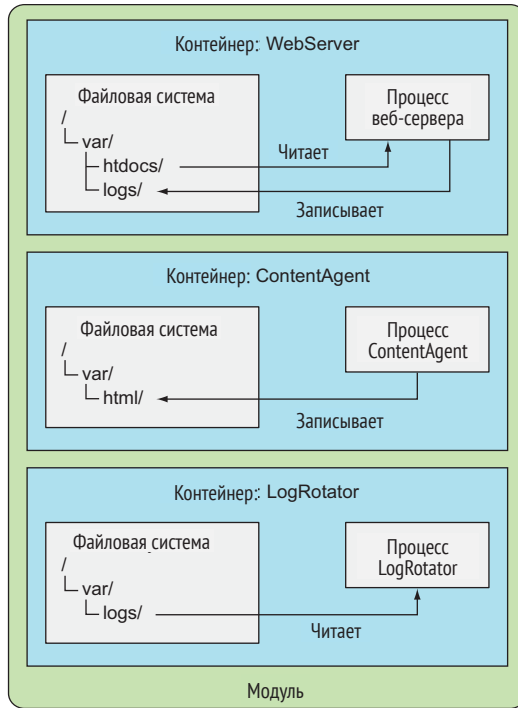 Контейнер: WebServer
Файловая система
/
var/
htdocs/
logs/
Процесс
веб-сервера
Читает
Записывает
Контейнер: ContentAgent
Файловая система
/
var/
html/
Процесс
ContentAgent
Записывает
Контейнер: LogRotator
Файловая система
/
var/
logs/
Процесс
LogRotator
Читает
Модуль